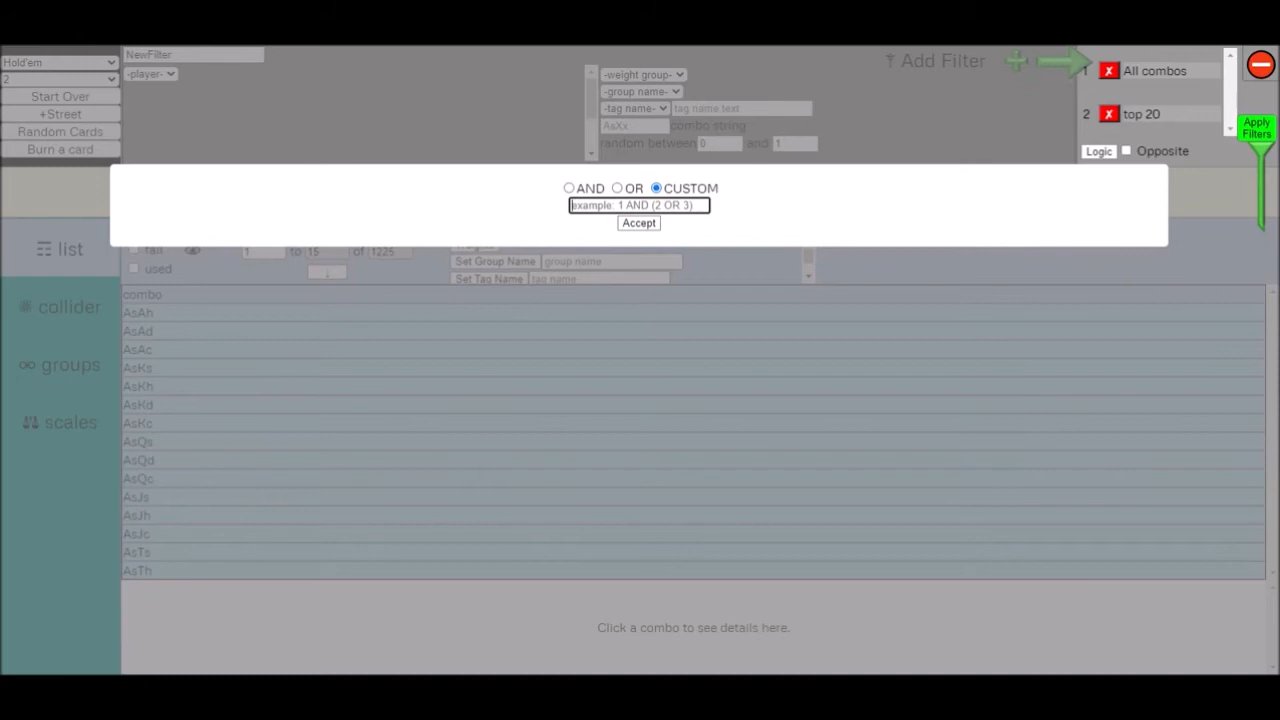 Hold'em
2
Start Over
+Street
Random Cards
Burn a card
NewFilter
-player-
-weight group-
-group name-
-tag name- tag name text
AsXx combo string
random between 0 and 1
Add Filter
1 x All combos
2 x top 20
Logic Opposite
Apply
Filters
AND OR CUSTOM
example: 1 AND (2 OR 3)
Accept
list
collider
groups
scales
1 to 15 of 1225
used
Set Group Name group name
Set Tag Name tag name
combo
AsAh
AsAd
AsAc
AsKs
AsKh
AsKd
AsKc
AsQs
AsQd
AsQc
AsJs
AsJh
AsJc
AsTs
AsTh
Click a combo to see details here.